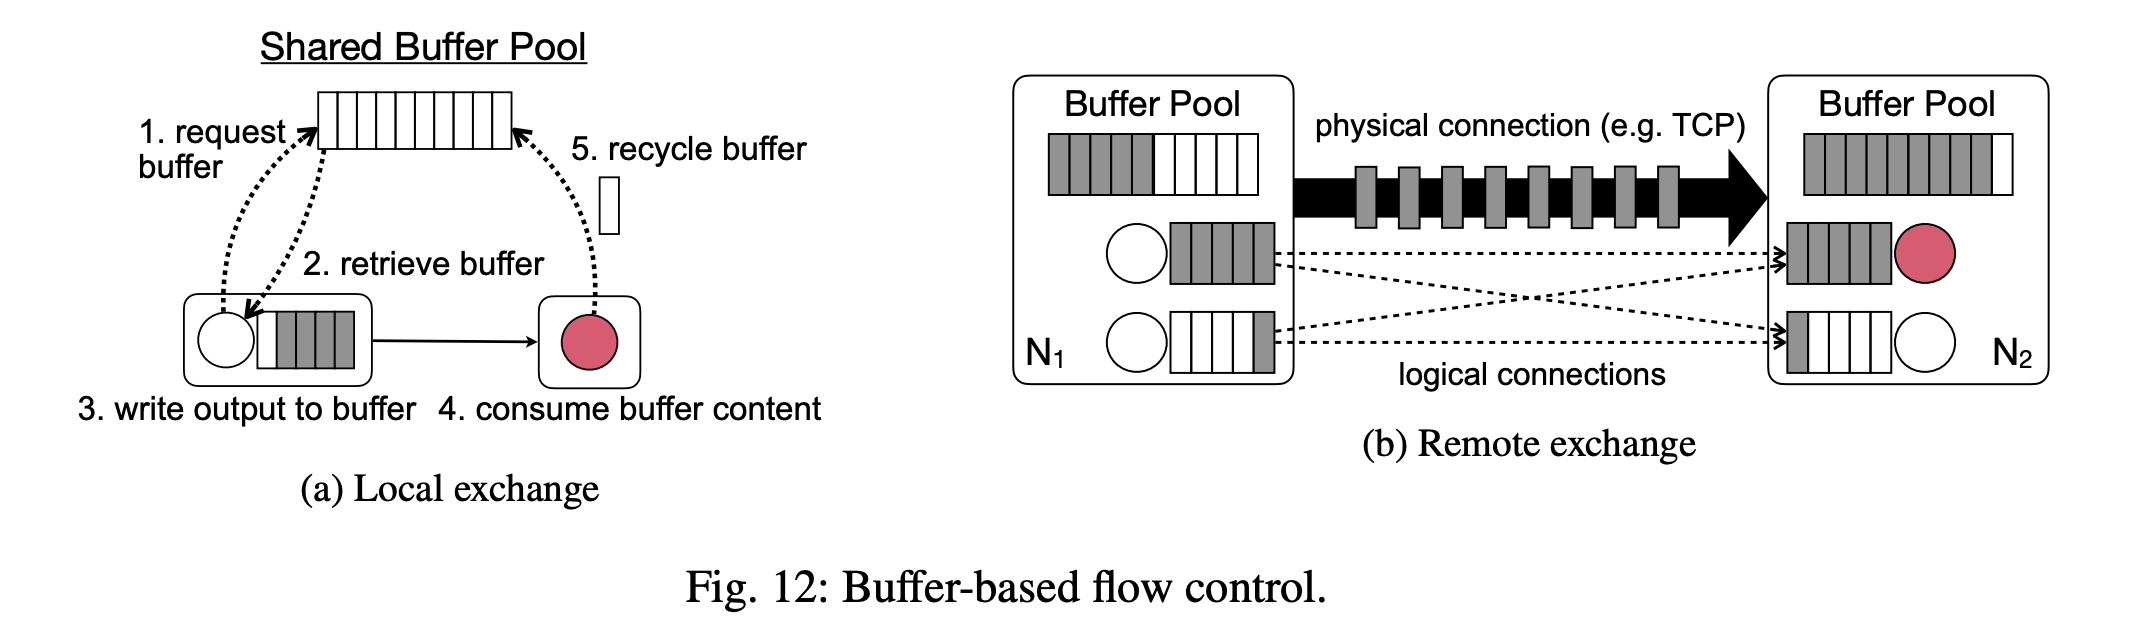 Shared Buffer Pool
1. request
buffer
5. recycle buffer
2. retrieve buffer
3. write output to buffer
4. consume buffer content
(a) Local exchange
Buffer Pool
physical connection (e.g. TCP)
Buffer Pool
N1
N2
logical connections
(b) Remote exchange
Fig. 12: Buffer-based flow control.